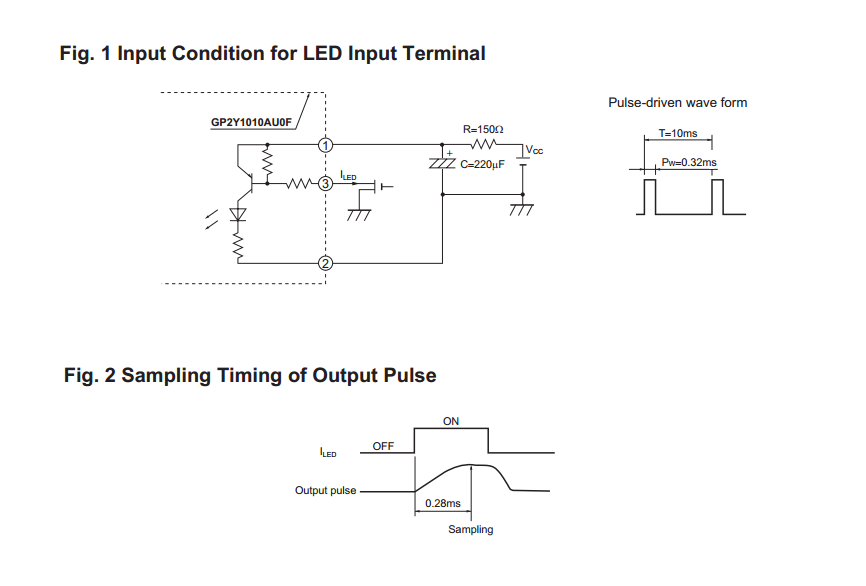 Fig. 1 Input Condition for LED Input Terminal
Pulse-driven wave form
GP2Y1010AU0F
R=150Ω
T=10ms
1
VCC
+
C=220μF
Pw=0.32ms
ILED
3
2
Fig. 2 Sampling Timing of Output Pulse
ON
OFF
ILED
Output pulse
0.28ms
Sampling